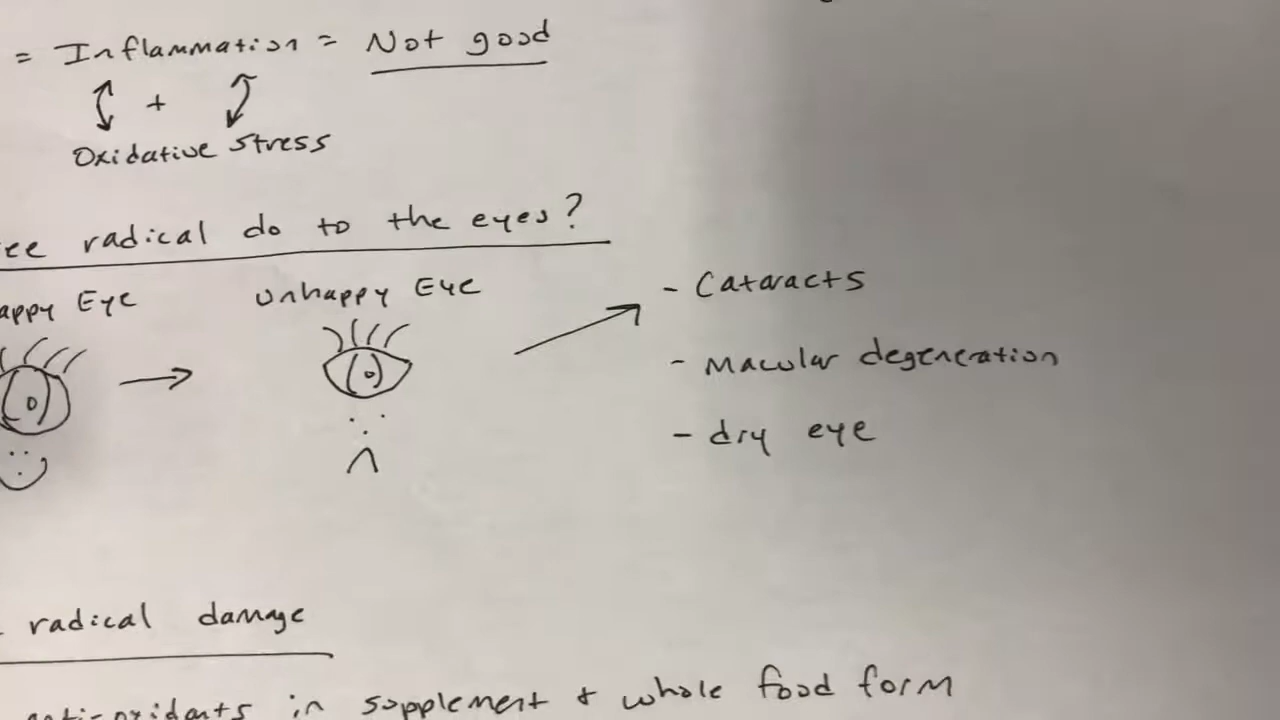 = Inflammation = Not good
+
Oxidative Stress
radical do to the eyes?
Eye
Unhappy Eye
- Cataracts
- Macular degeneration
- dry eye
radical damage
in supplement + whole food form